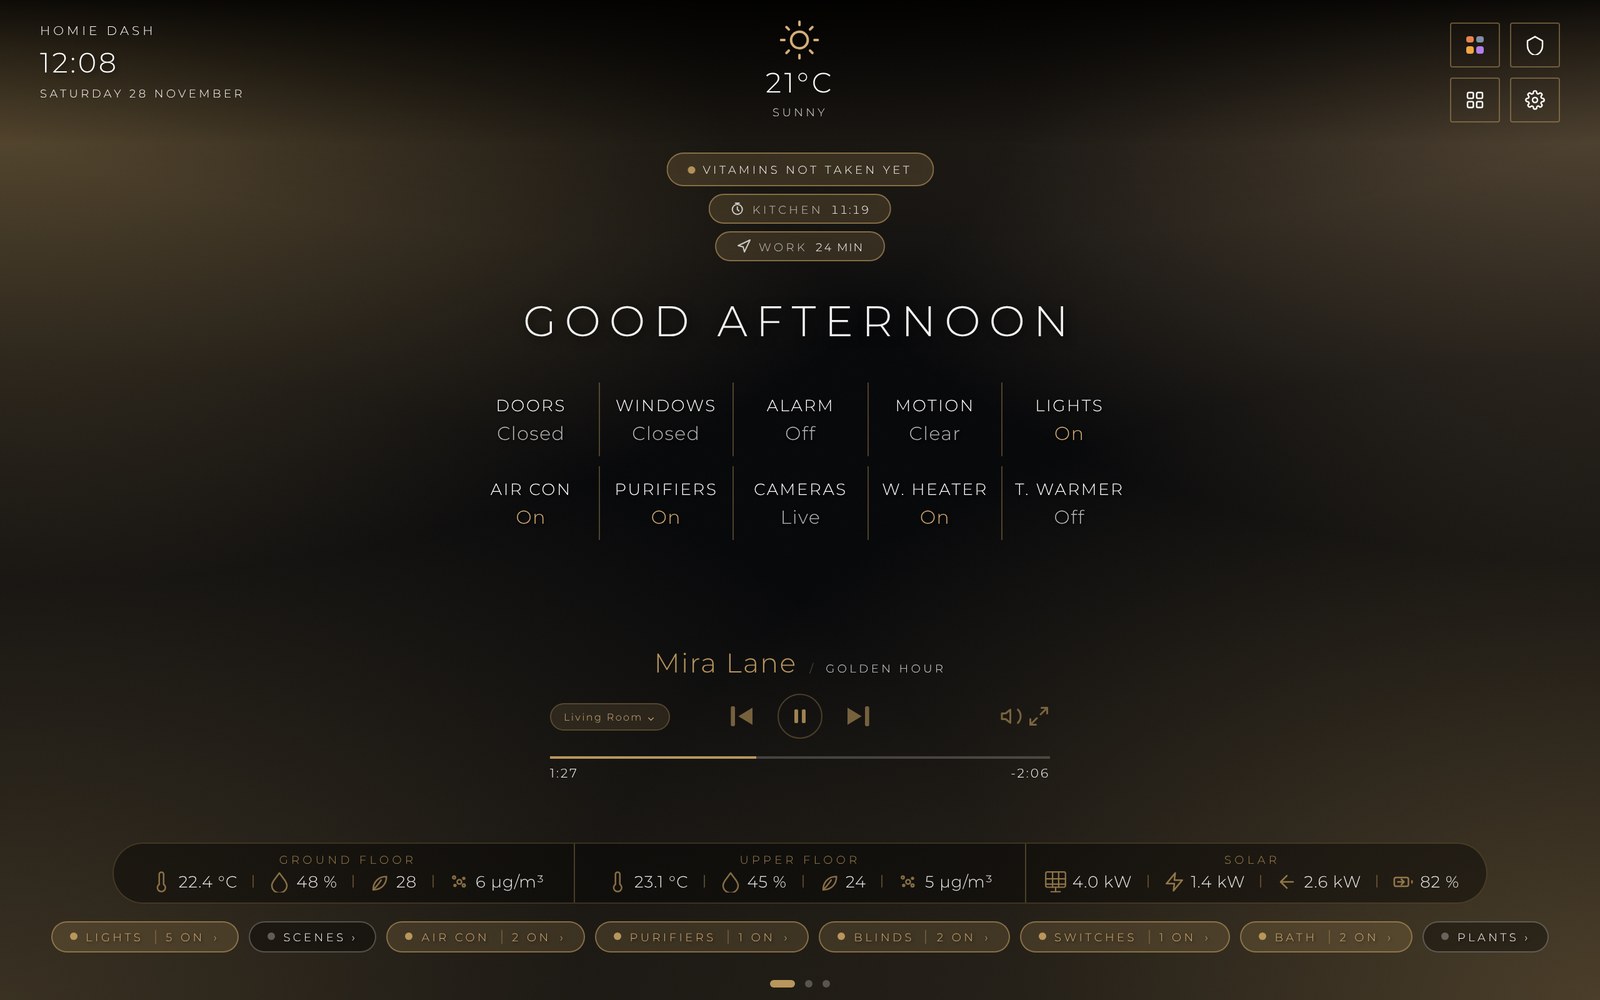 HOMIE DASH
12:08
SATURDAY 28 NOVEMBER
21°C
SUNNY
VITAMINS NOT TAKEN YET
KITCHEN 11:19
WORK 24 MIN
GOOD AFTERNOON
DOORS WINDOWS ALARM MOTION LIGHTS
Closed Closed Off Clear On
AIR CON PURIFIERS CAMERAS W. HEATER T. WARMER
On On Live On Off
Mira Lane / GOLDEN HOUR
Living Room
1:27 -2:06
GROUND FLOOR UPPER FLOOR SOLAR
22.4 °C | 48 % | 28 | 6 µg/m³ 23.1 °C | 45 % | 24 | 5 µg/m³ 4.0 kW | 1.4 kW | 2.6 kW | 82 %
LIGHTS | 5 ON › SCENES › AIR CON | 2 ON › PURIFIERS | 1 ON › BLINDS | 2 ON › SWITCHES | 1 ON › BATH | 2 ON › PLANTS ›